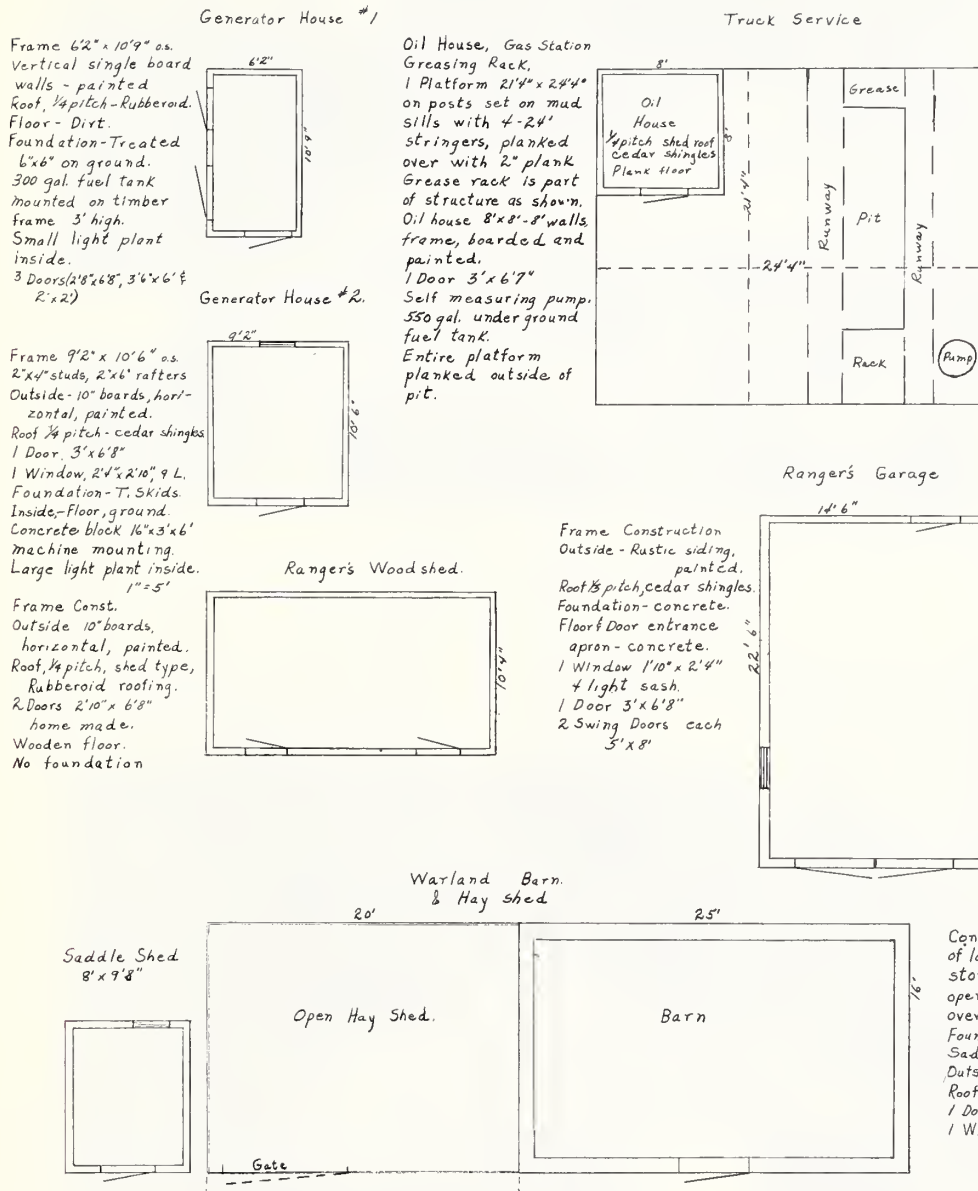 Generator House #1
Frame 6'2" x 10'9" o.s.
Vertical single board
walls - painted
Roof, 1/4 pitch - Rubberoid.
Floor - Dirt.
Foundation - Treated
6"x6" on ground.
300 gal. fuel tank
mounted on timber
frame 3' high.
Small light plant
inside.
3 Doors (2'8"x6'8", 3'6"x6' &
2'x2')
6'2"
10'9"
Generator House #2.
Frame 9'2" x 10'6" o.s.
2"x4" studs, 2"x6" rafters
Outside - 10" boards, hori-
zontal, painted.
Roof 1/4 pitch - cedar shingles
1 Door, 3'x6'8"
1 Window, 2'4"x2'10", 9 L.
Foundation - T. Skids.
Inside, - Floor, ground.
Concrete block 16"x3'x6'
machine mounting.
Large light plant inside.
1" = 5'
9'2"
10'6"
Ranger's Woodshed.
Frame Const.
Outside 10" boards,
horizontal, painted.
Roof, 1/4 pitch, shed type,
Rubberoid roofing.
2 Doors 2'10" x 6'8"
home made.
Wooden floor.
No foundation
10'4"
Truck Service
Oil House, Gas Station
Greasing Rack,
1 Platform 21'4" x 24'4"
on posts set on mud
sills with 4-24'
stringers, planked
over with 2" plank
Grease rack is part
of structure as shown.
Oil house 8'x8'-8' walls,
frame, boarded and
painted.
1 Door 3'x6'7"
Self measuring pump.
550 gal. underground
fuel tank.
Entire platform
planked outside of
pit.
8'
Oil
House
1/4 pitch shed roof
cedar shingles
Plank floor
8'
21'4"
24'4"
Runway
Grease
Pit
Rack
Runway
Pump
Ranger's Garage
Frame Construction
Outside - Rustic siding,
painted.
Roof 1/3 pitch, cedar shingles.
Foundation - concrete.
Floor & Door entrance
apron - concrete.
1 Window 1'10" x 2'4"
4 light sash.
1 Door 3'x6'8"
2 Swing Doors each
5'x8'
14'6"
22'6"
Warland Barn.
& Hay shed
Saddle Shed
8' x 9'8"
20'
25'
16'
Open Hay Shed.
Barn
Gate
Con
of lo
sto
oper
over
Foun
Sad
Outs
Roof
1 Do
1 W